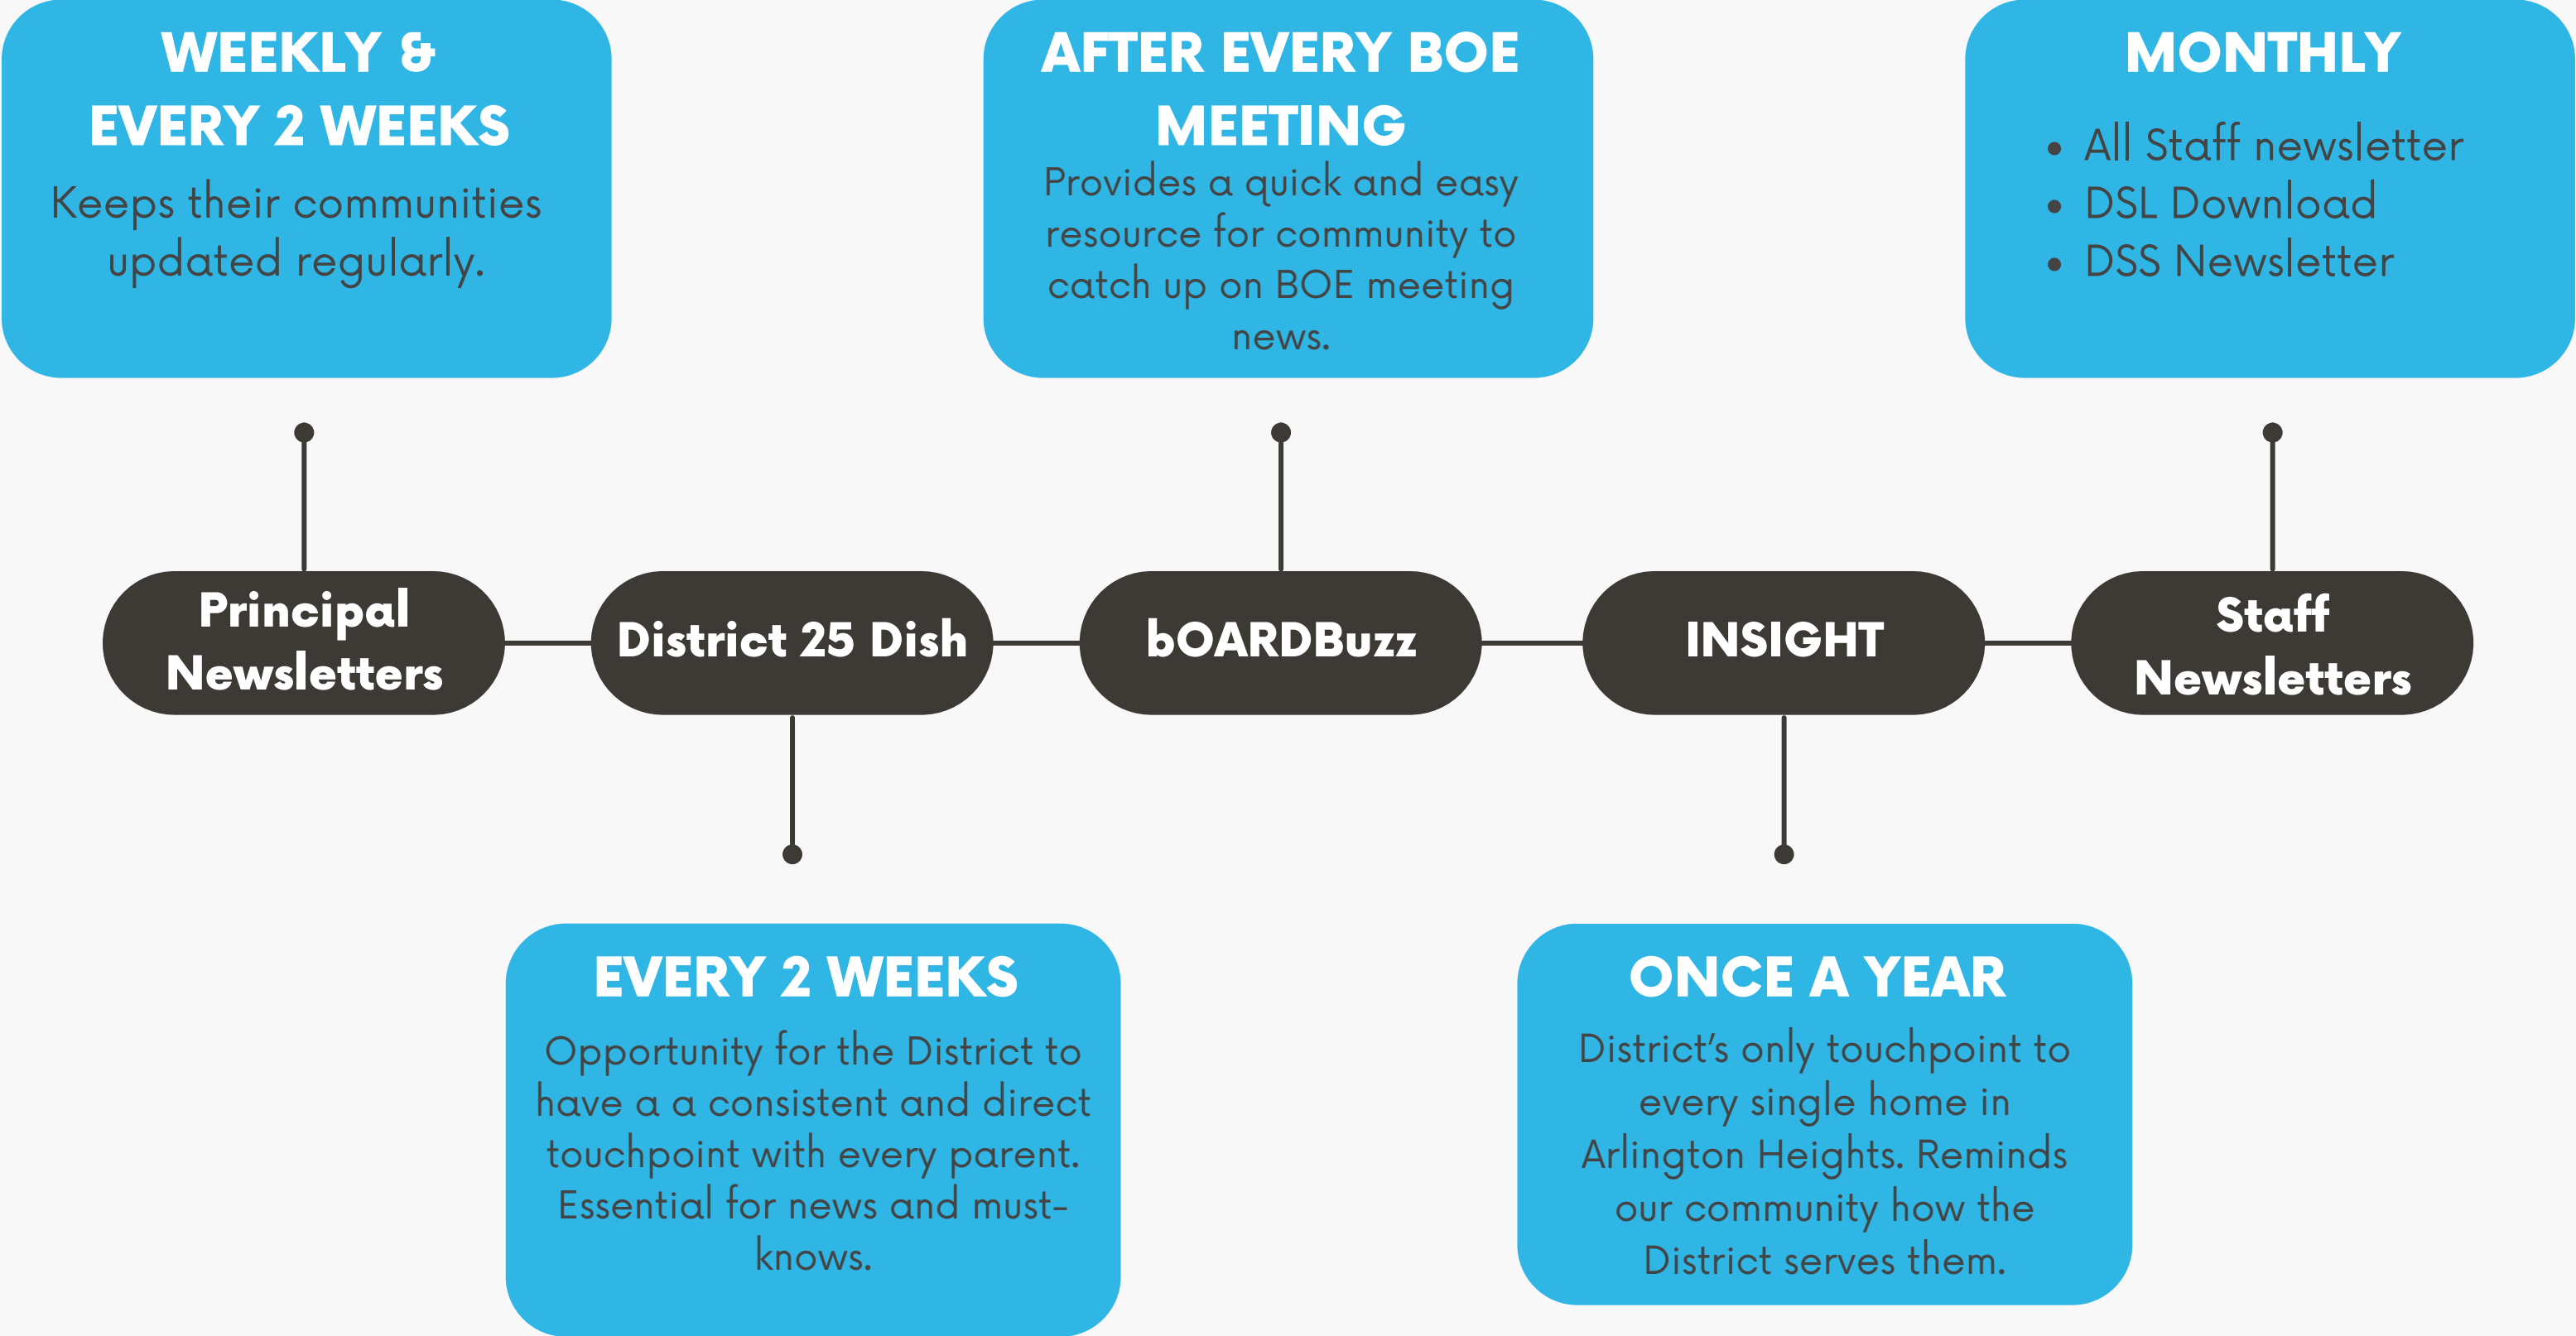 WEEKLY &
EVERY 2 WEEKS
Keeps their communities
updated regularly.
AFTER EVERY BOE
MEETING
Provides a quick and easy
resource for community to
catch up on BOE meeting
news.
MONTHLY
• All Staff newsletter
• DSL Download
• DSS Newsletter
Principal
Newsletters
District 25 Dish
bOARDBuzz
INSIGHT
Staff
Newsletters
EVERY 2 WEEKS
Opportunity for the District to
have a a consistent and direct
touchpoint with every parent.
Essential for news and must-
knows.
ONCE A YEAR
District’s only touchpoint to
every single home in
Arlington Heights. Reminds
our community how the
District serves them.